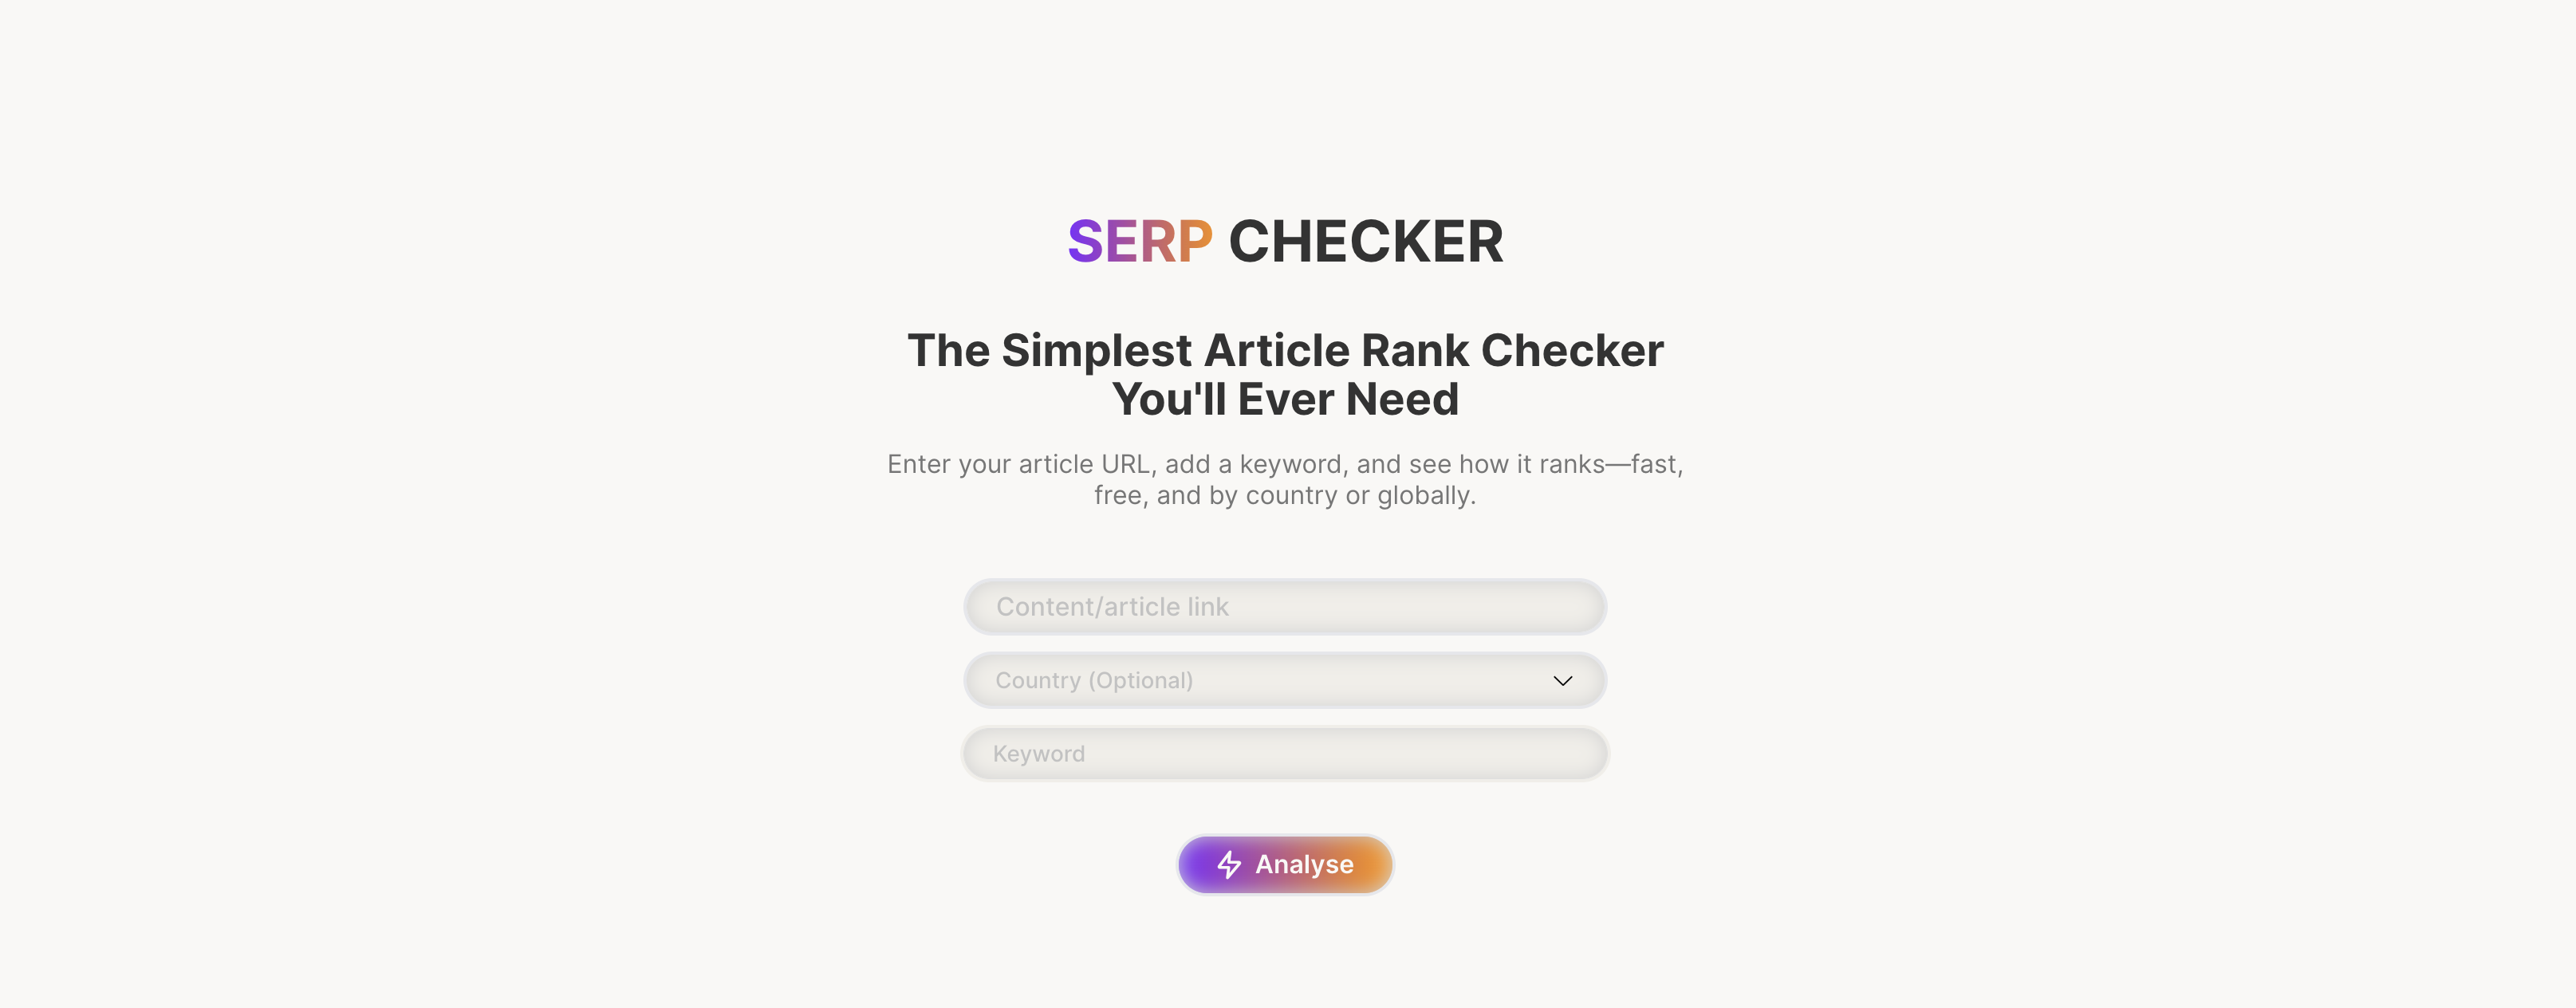 SERP CHECKER
The Simplest Article Rank Checker
You'll Ever Need
Enter your article URL, add a keyword, and see how it ranks—fast,
free, and by country or globally.
Content/article link
Country (Optional)
Keyword
Analyse